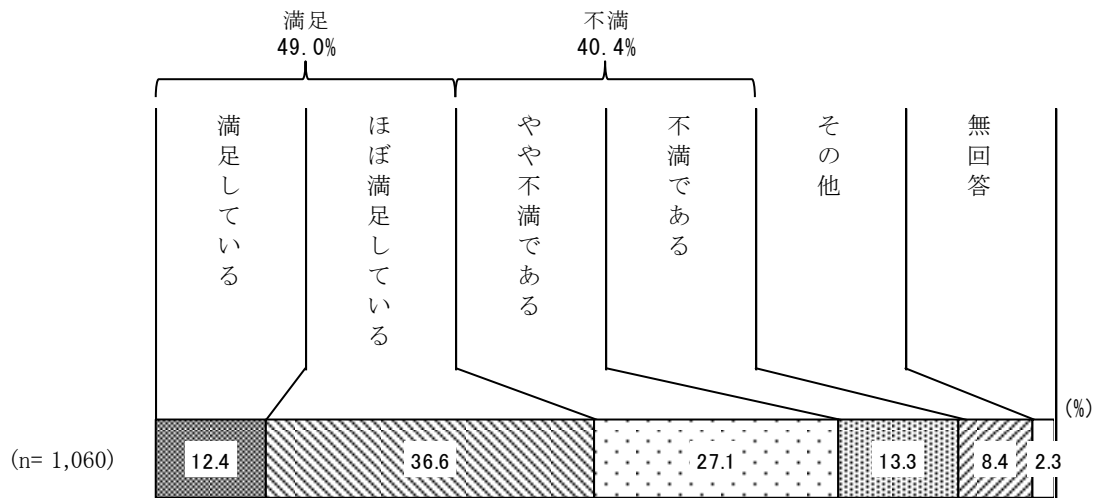 満足
49.0%
不満
40.4%
満足している
ほぼ満足している
やや不満である
不満である
その他
無回答
(%)
(n= 1,060)
12.4
36.6
27.1
13.3
8.4
2.3